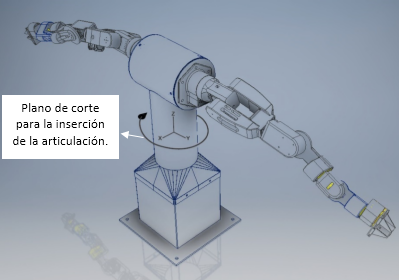 Plano de corte
para la inserción
de la articulación.
Z
X
Y